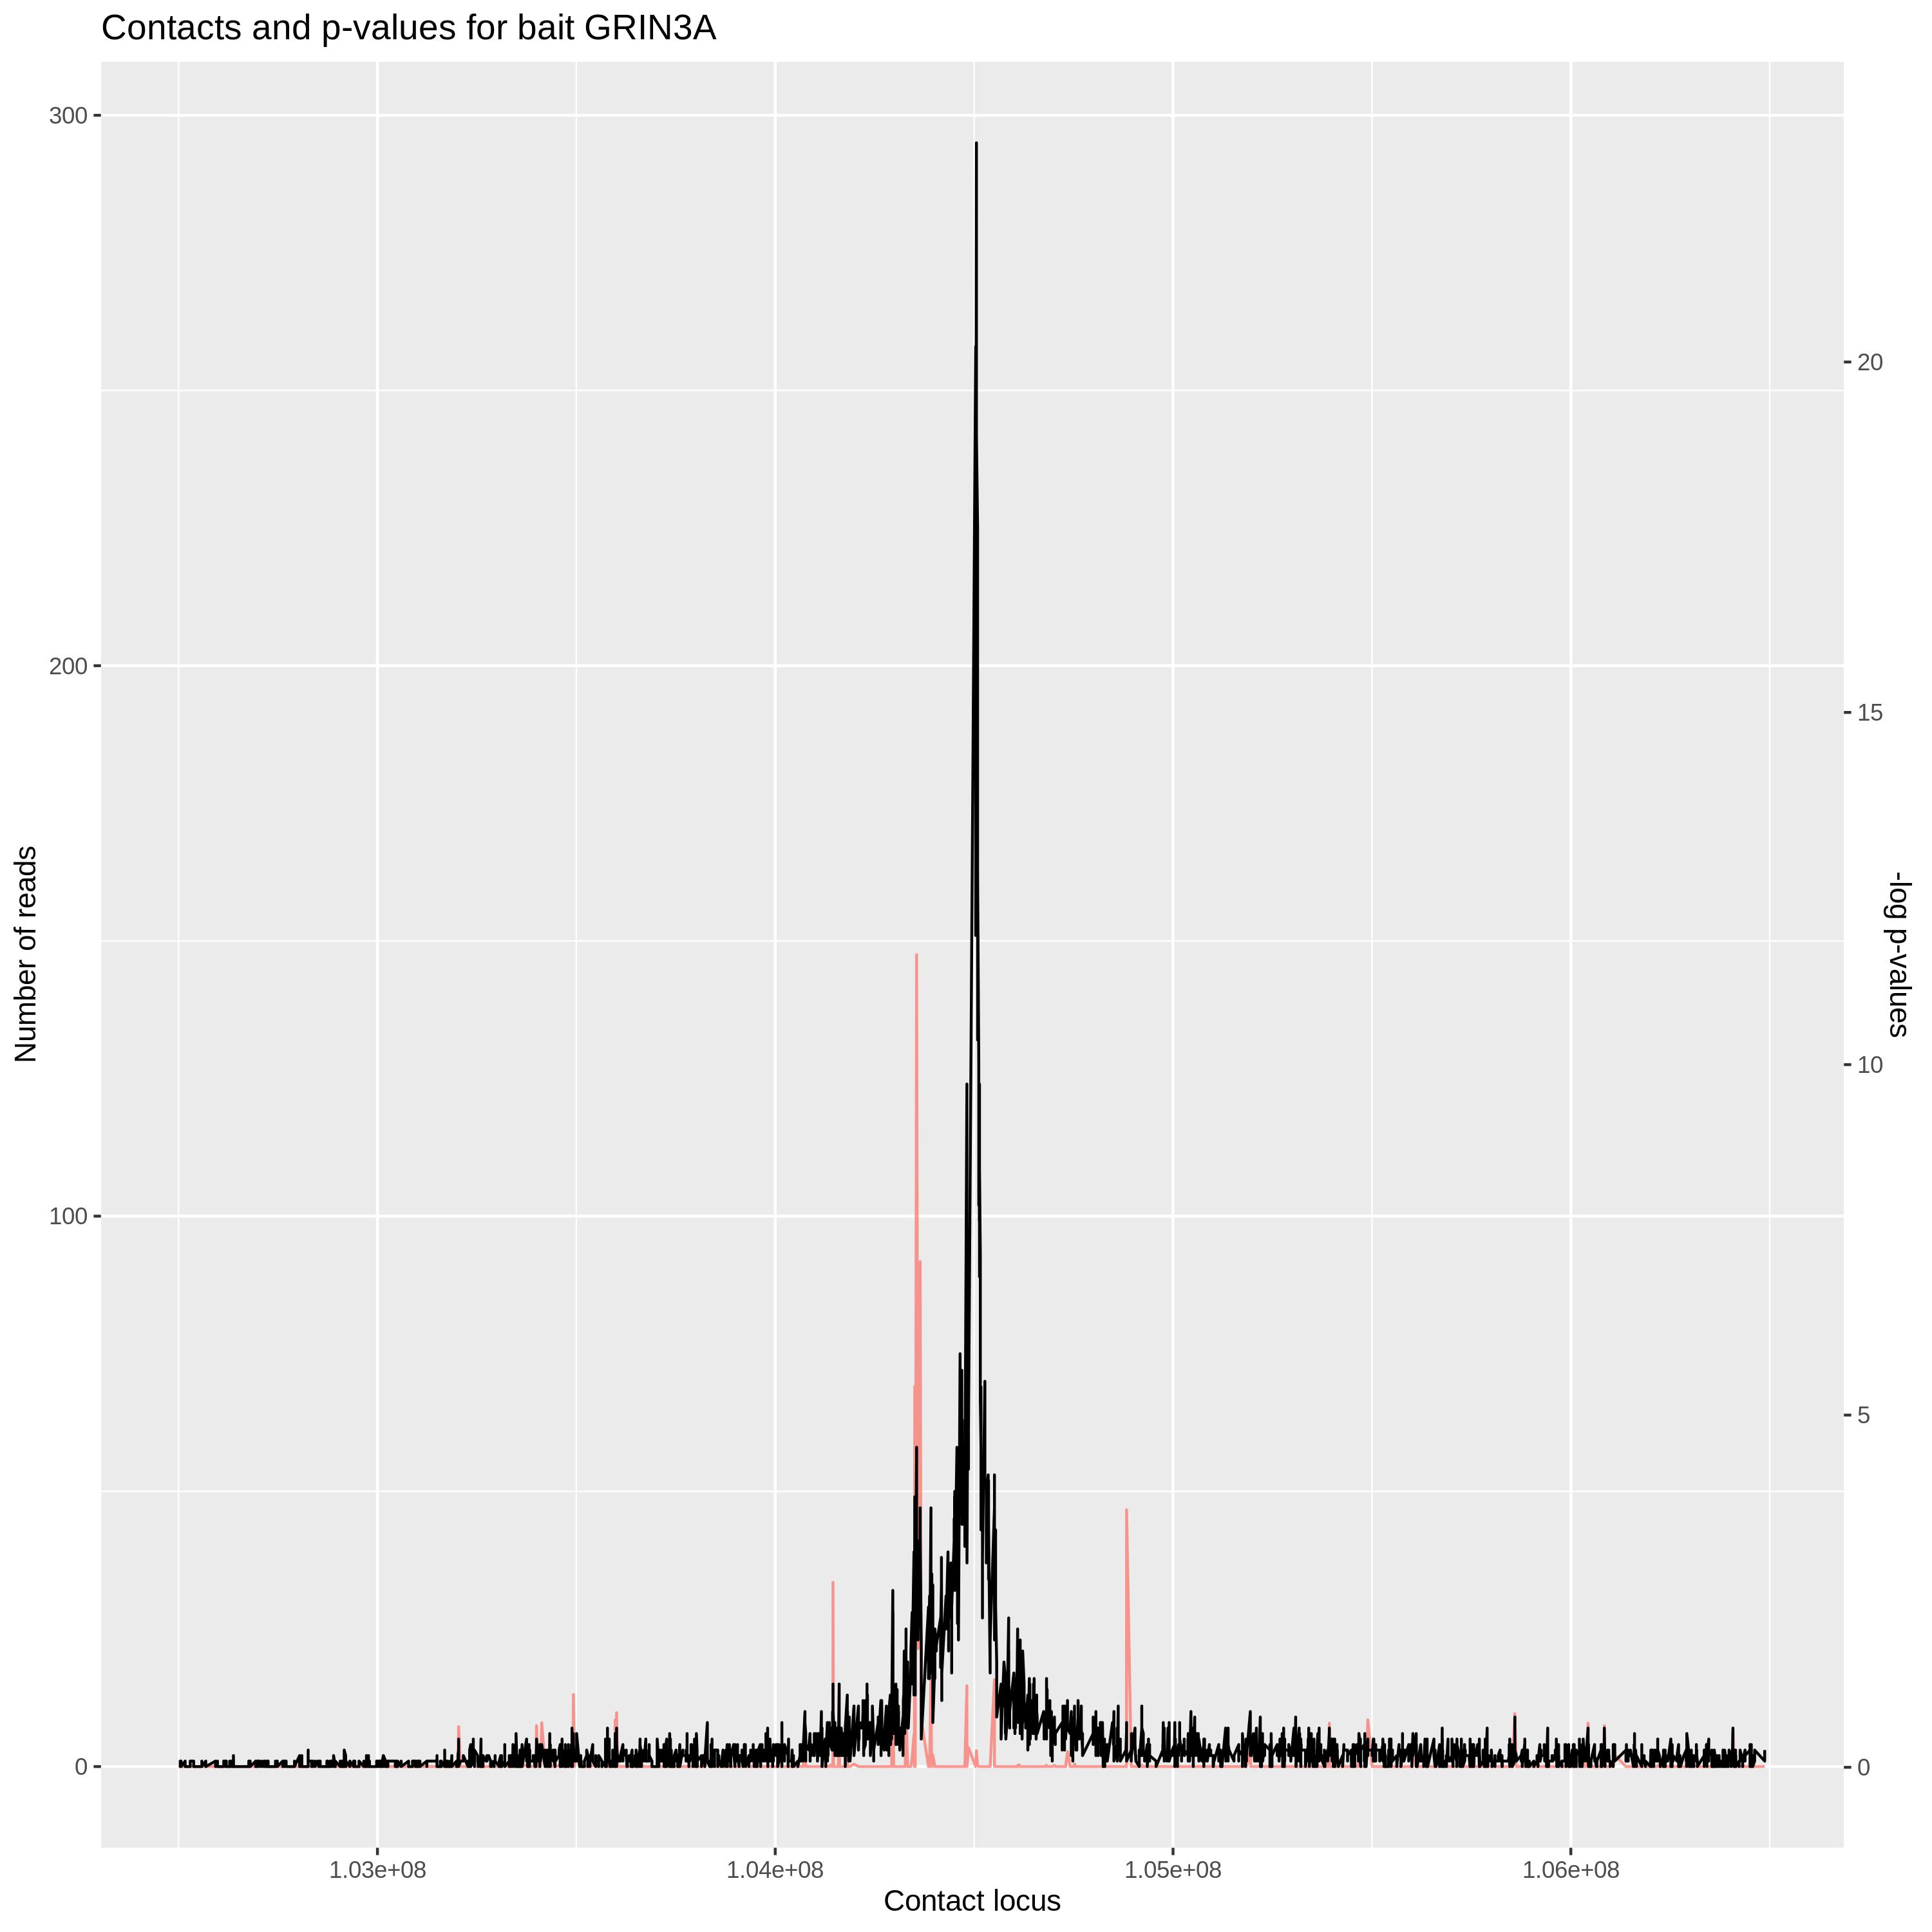 Contacts and p-values for bait GRIN3A
300
200
100
0
Number of reads
20
15
10
5
0
-log p-values
1.03e+08
1.04e+08
1.05e+08
1.06e+08
Contact locus